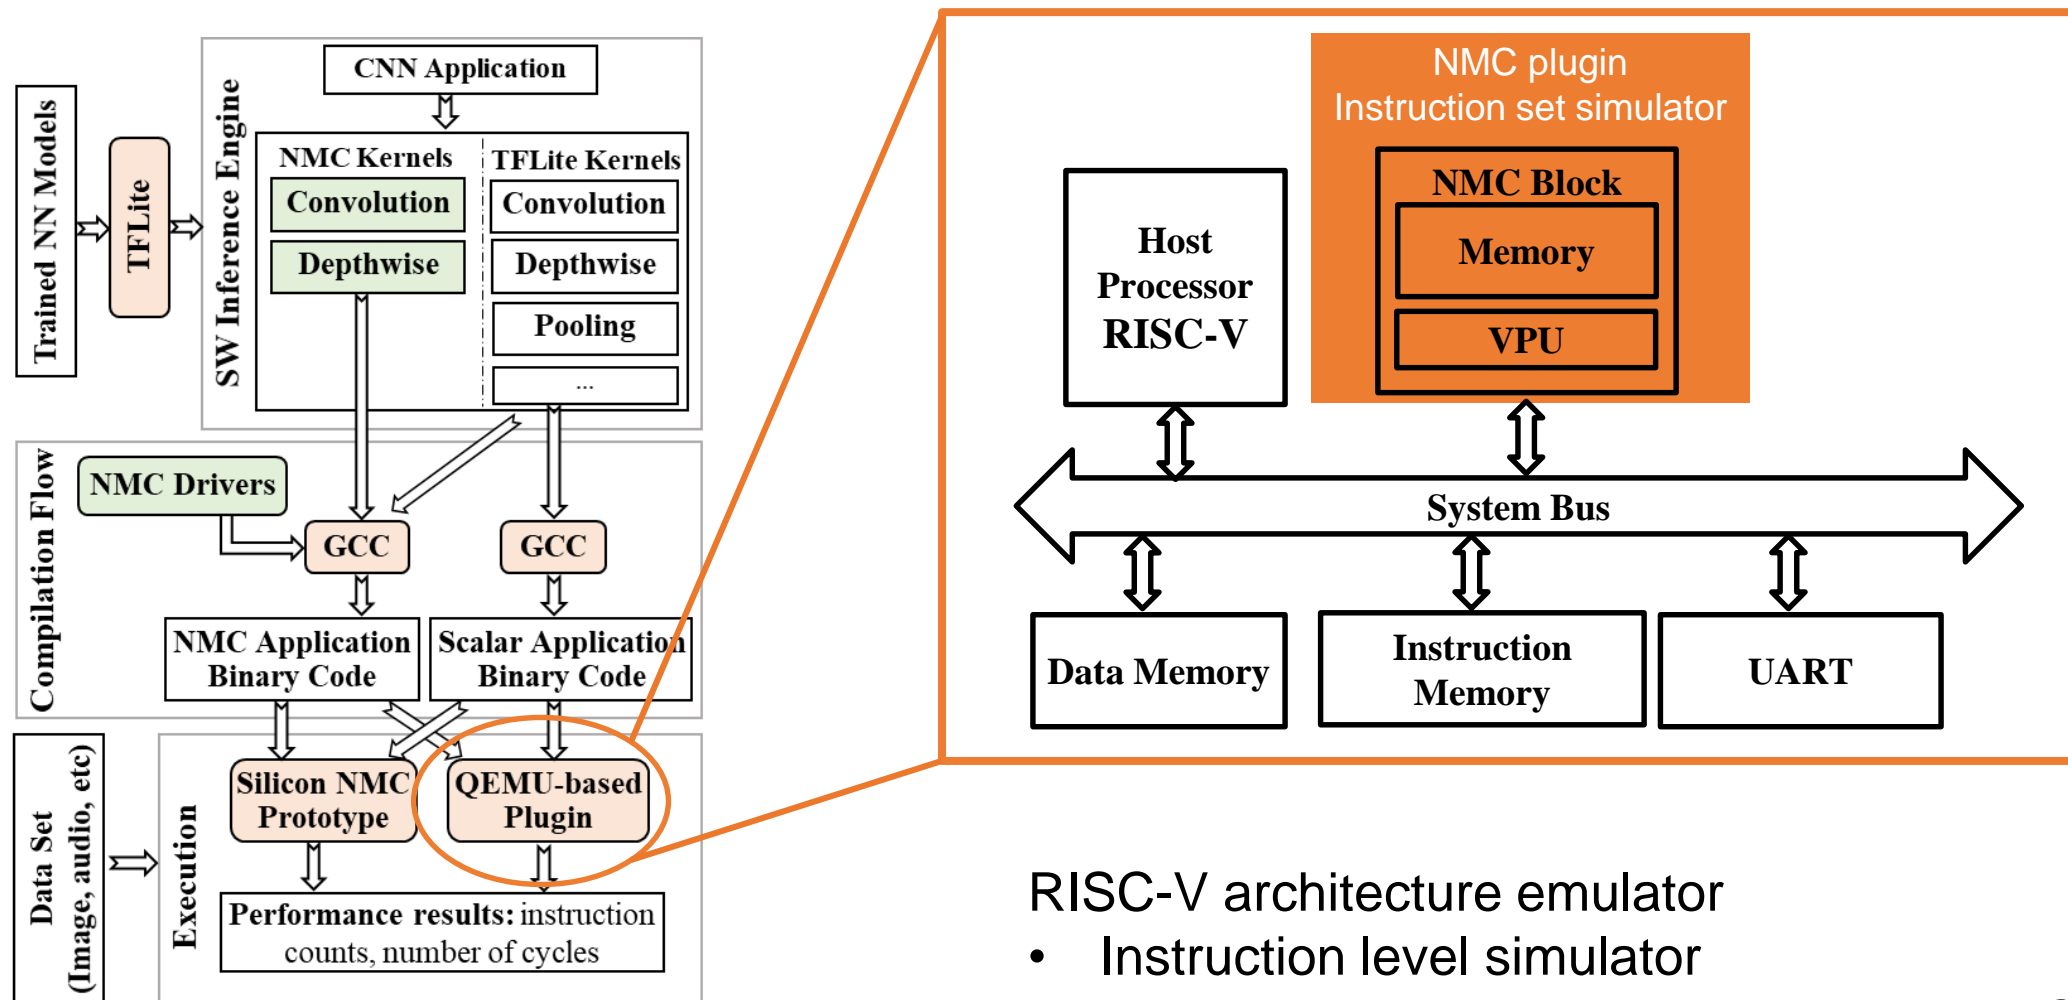 Trained NN Models
TFLite
SW Inference Engine
CNN Application
NMC Kernels
Convolution
Depthwise
TFLite Kernels
Convolution
Depthwise
Pooling
...
Compilation Flow
NMC Drivers
GCC
GCC
NMC Application
Binary Code
Scalar Application
Binary Code
Data Set
(Image, audio, etc)
Execution
Silicon NMC
Prototype
QEMU-based
Plugin
Performance results: instruction
counts, number of cycles
NMC plugin
Instruction set simulator
NMC Block
Memory
VPU
Host
Processor
RISC-V
System Bus
Data Memory
Instruction
Memory
UART
RISC-V architecture emulator
• Instruction level simulator